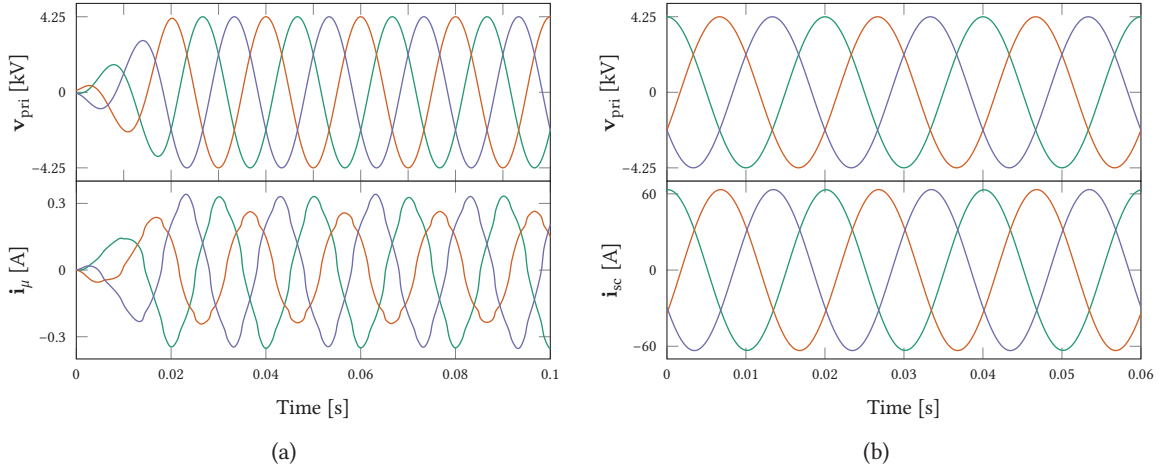 4.25
0
−4.25
v_pri [kV]
0.3
0
−0.3
i_μ [A]
0 0.02 0.04 0.06 0.08 0.1
Time [s]
(a)
4.25
0
−4.25
v_pri [kV]
60
0
−60
i_sc [A]
0 0.01 0.02 0.03 0.04 0.05 0.06
Time [s]
(b)